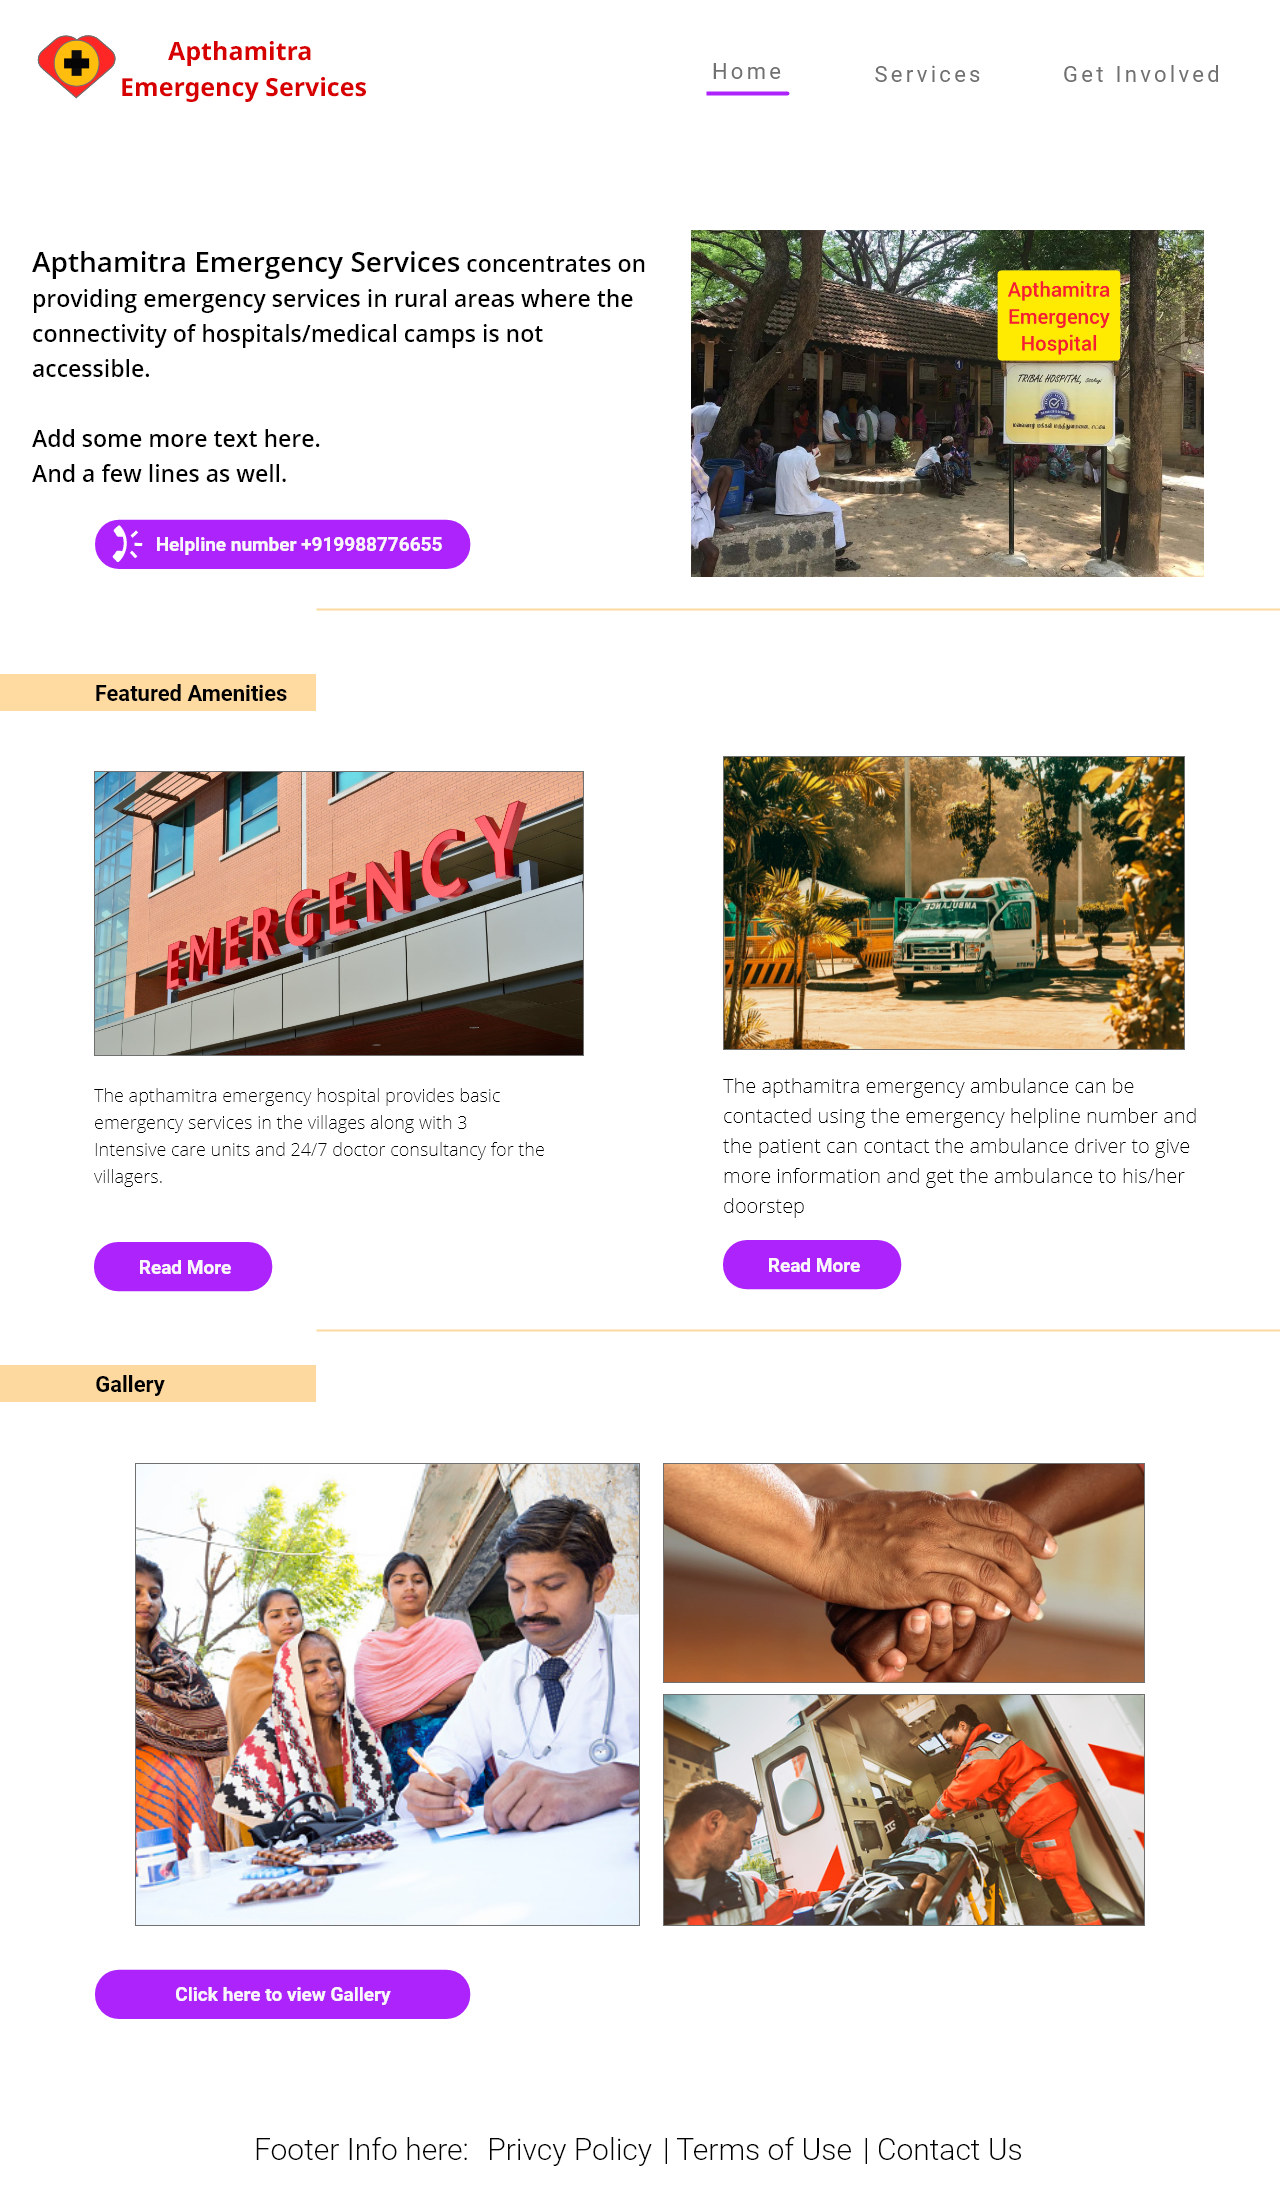 Apthamitra
Emergency Services
Home
Services
Get Involved
Apthamitra Emergency Services concentrates on
providing emergency services in rural areas where the
connectivity of hospitals/medical camps is not
accessible.
Add some more text here.
And a few lines as well.
Helpline number +919988776655
Apthamitra
Emergency
Hospital
1
TRIBAL HOSPITAL,
Featured Amenities
EMERGENCY
AMBULANCE
The apthamitra emergency hospital provides basic
emergency services in the villages along with 3
Intensive care units and 24/7 doctor consultancy for the
villagers.
Read More
The apthamitra emergency ambulance can be
contacted using the emergency helpline number and
the patient can contact the ambulance driver to give
more information and get the ambulance to his/her
doorstep
Read More
Gallery
Click here to view Gallery
Footer Info here: Privcy Policy | Terms of Use | Contact Us